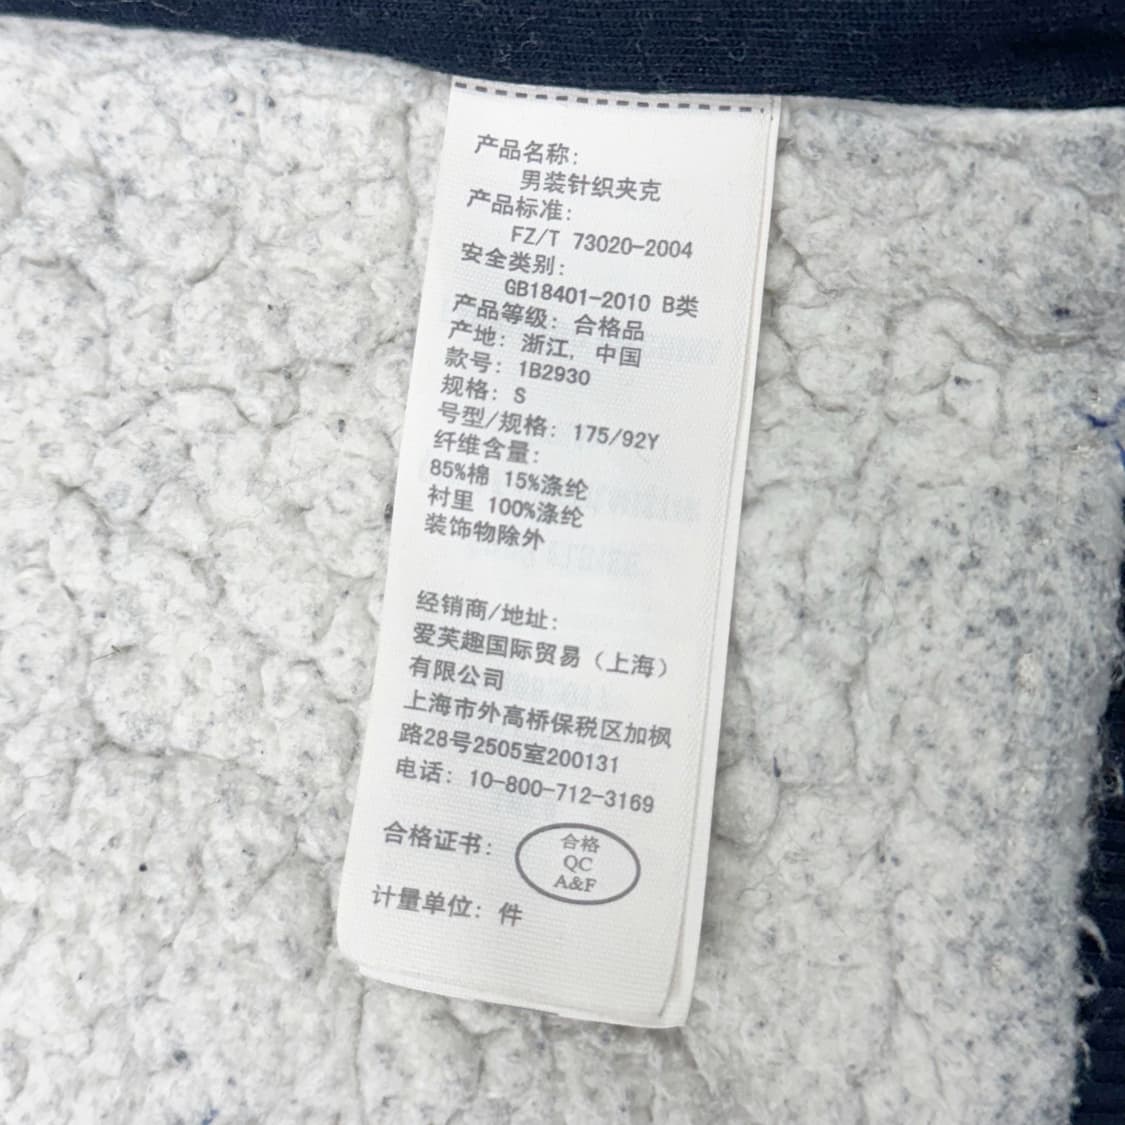 产品名称：
男装针织夹克
产品标准：
FZ/T 73020-2004
安全类别：
GB18401-2010 B类
产品等级：合格品
产地：浙江, 中国
款号：1B2930
规格：S
号型/规格：175/92Y
纤维含量：
85%棉 15%涤纶
衬里 100%涤纶
装饰物除外
经销商/地址：
爱芙趣国际贸易（上海）
有限公司
上海市外高桥保税区加枫
路28号2505室200131
电话：10-800-712-3169
合格证书：
合格
QC
A&F
计量单位：件